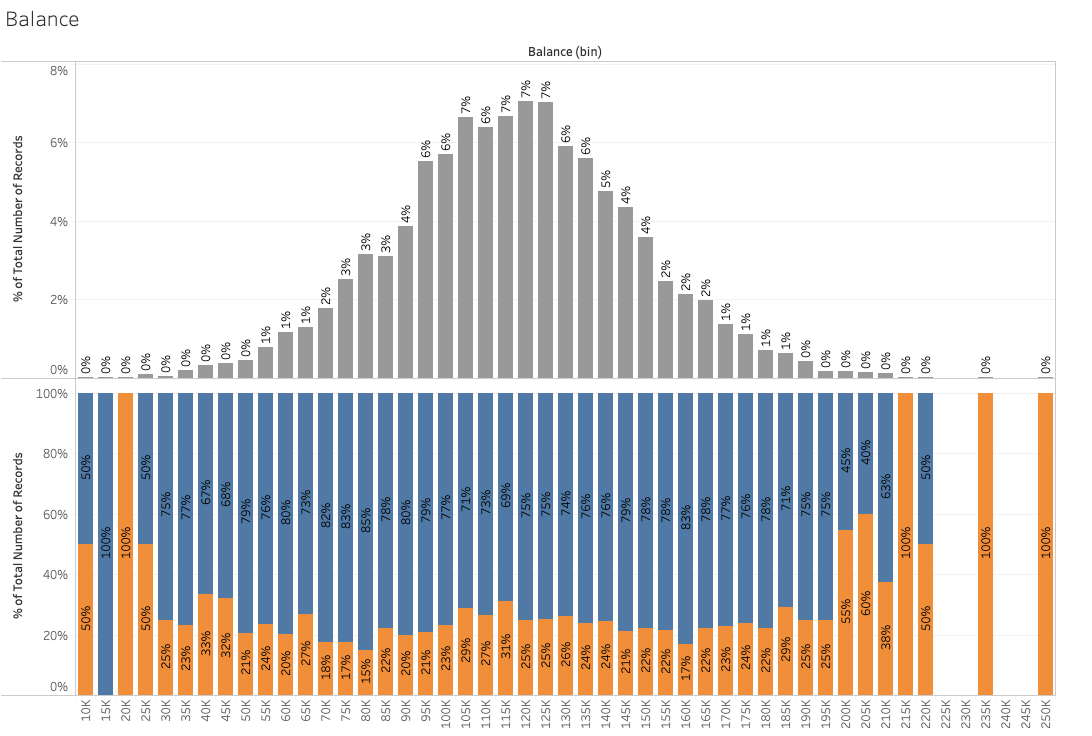 Balance
Balance (bin)
% of Total Number of Records
8%
6%
4%
2%
0%
0% 0% 0% 0% 0% 0% 0% 0% 0% 1% 1% 1% 2% 3% 3% 3% 4% 6% 6% 7% 6% 7% 7% 7% 6% 6% 5% 4% 4% 2% 2% 2% 1% 1% 1% 1% 0% 0% 0% 0% 0% 0% 0% 0% 0%
% of Total Number of Records
100%
80%
60%
40%
20%
0%
50% 100% 50% 75% 77% 67% 68% 79% 76% 80% 73% 82% 83% 85% 78% 80% 79% 77% 71% 73% 69% 75% 75% 74% 76% 76% 79% 78% 78% 83% 78% 77% 76% 78% 71% 75% 75% 45% 40% 63% 50%
50% 100% 50% 25% 23% 33% 32% 21% 24% 20% 27% 18% 17% 15% 22% 20% 21% 23% 29% 27% 31% 25% 25% 26% 24% 24% 21% 22% 22% 17% 22% 23% 24% 22% 29% 25% 25% 55% 60% 38% 100% 50% 100% 100%
10K 15K 20K 25K 30K 35K 40K 45K 50K 55K 60K 65K 70K 75K 80K 85K 90K 95K 100K 105K 110K 115K 120K 125K 130K 135K 140K 145K 150K 155K 160K 165K 170K 175K 180K 185K 190K 195K 200K 205K 210K 215K 220K 225K 230K 235K 240K 245K 250K